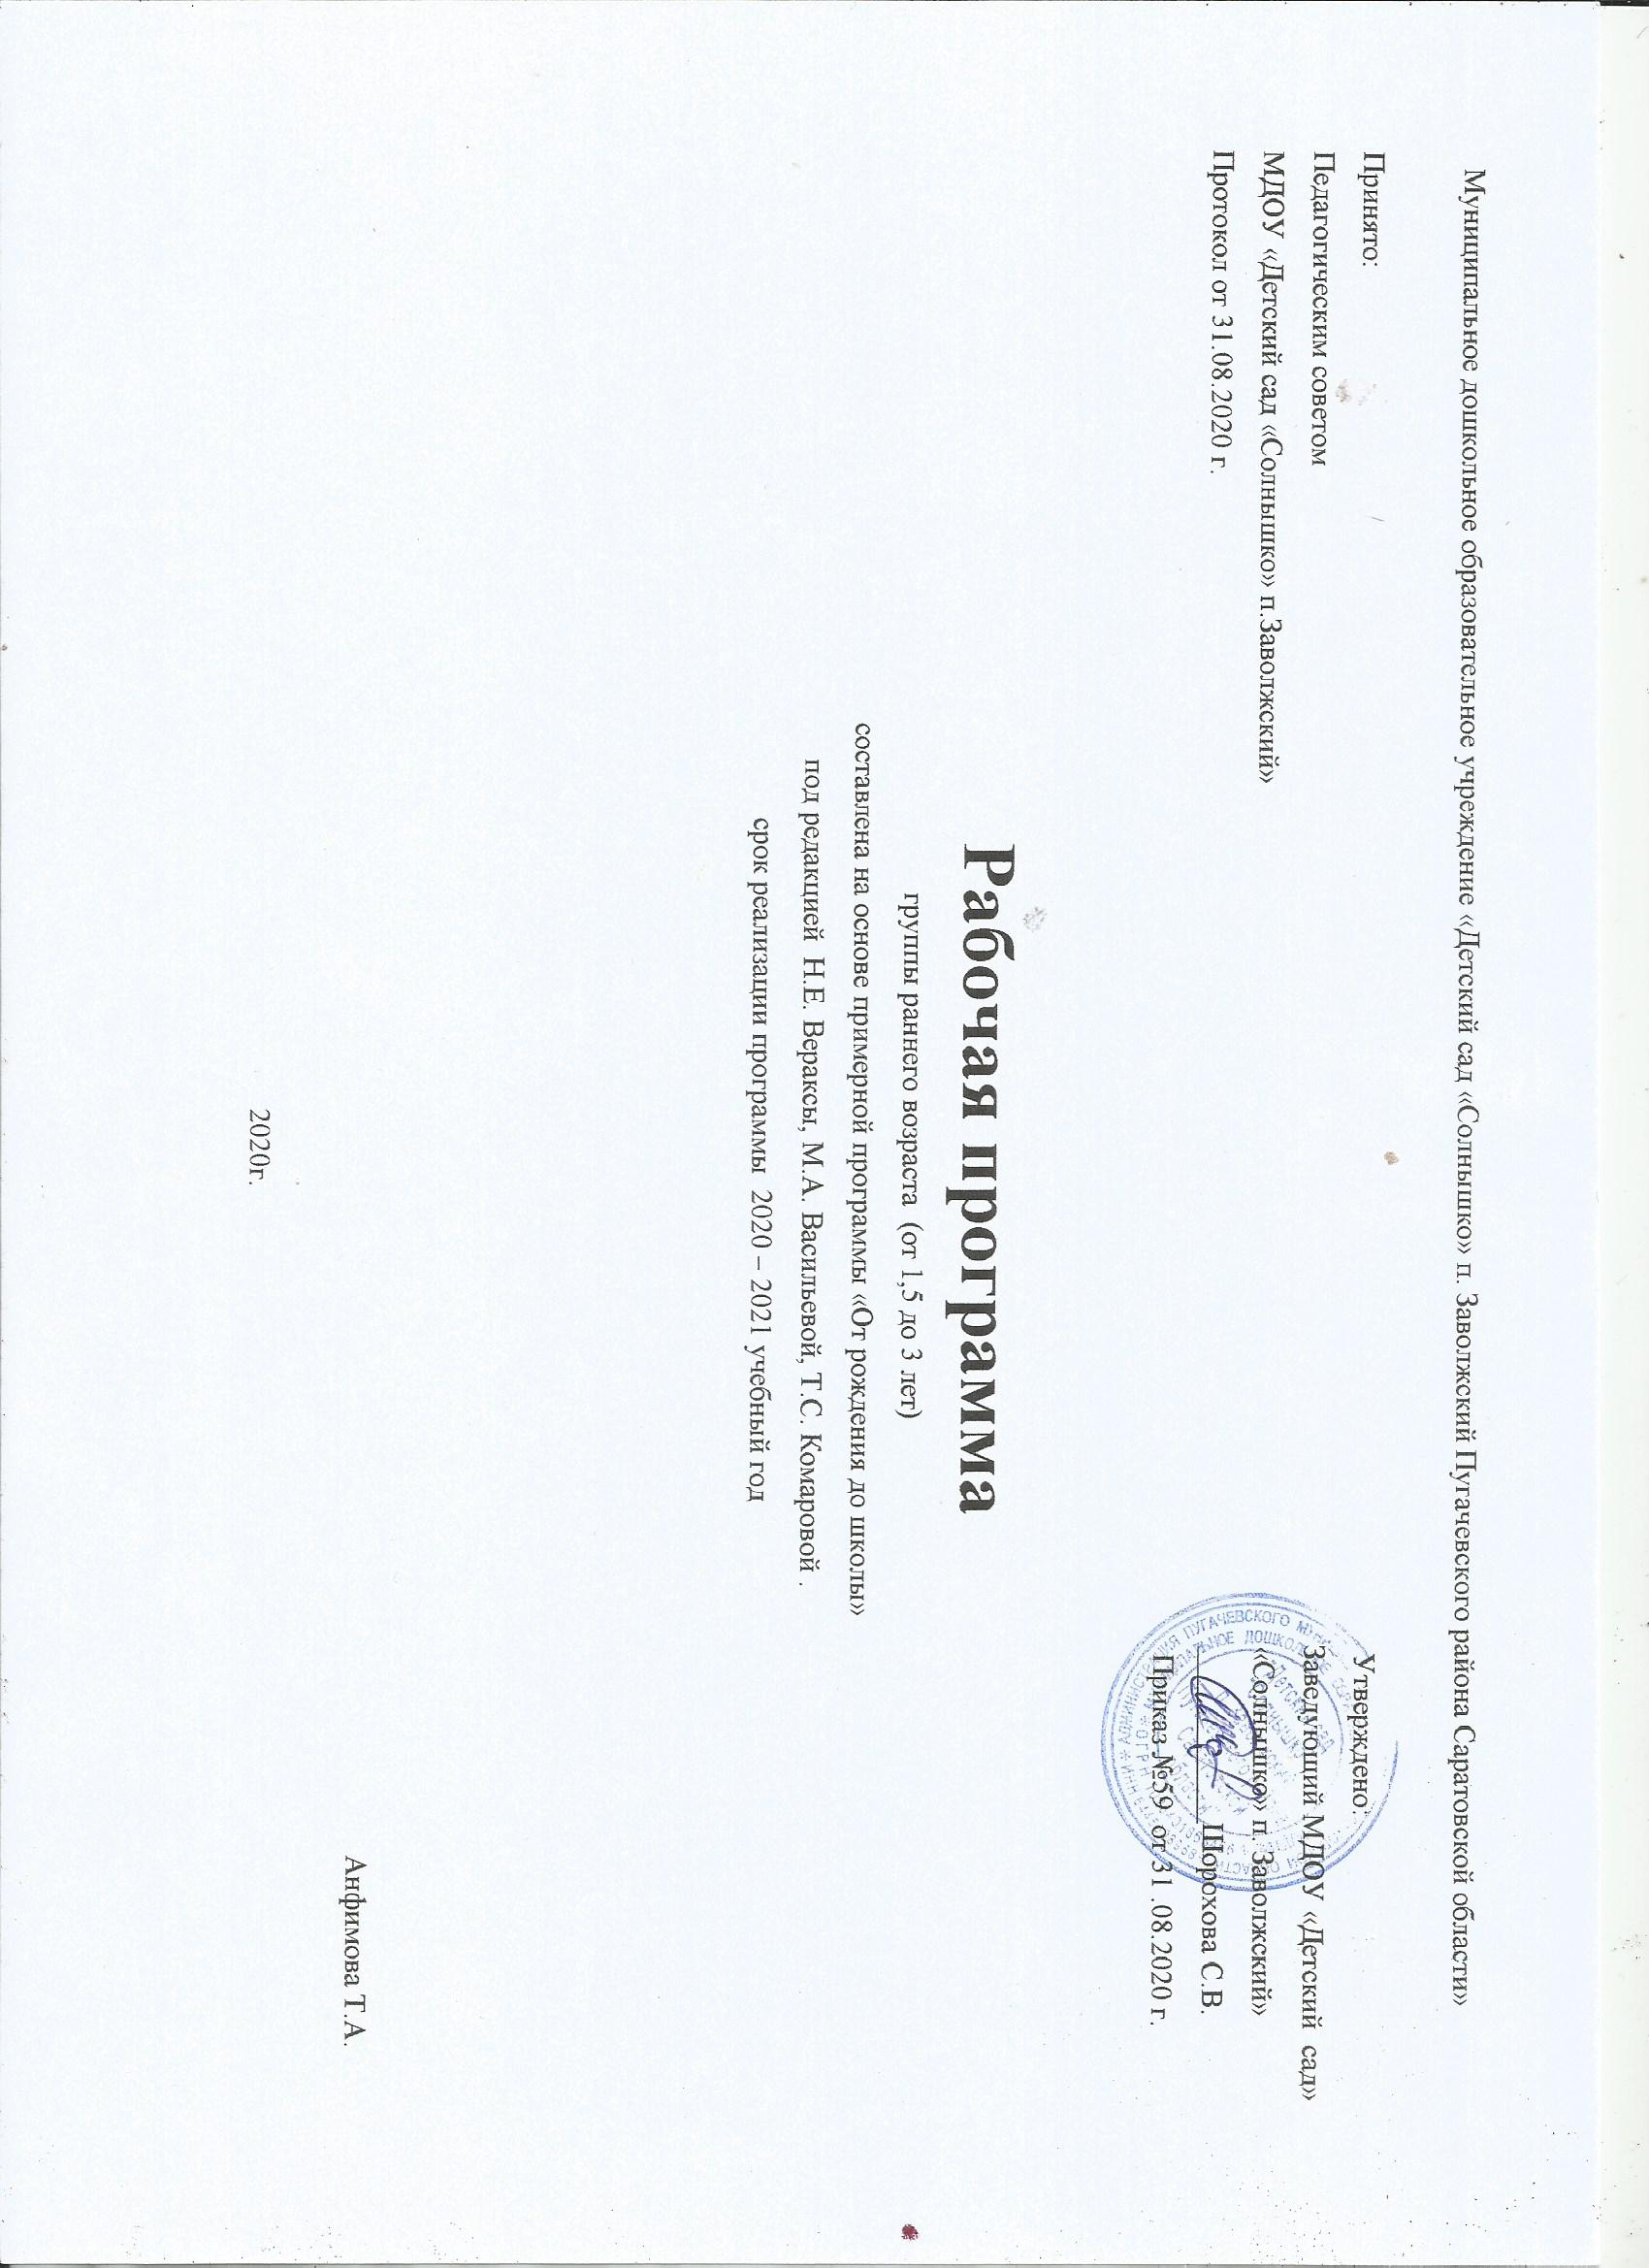 Муниципальное дошкольное образовательное учреждение «Детский сад «Солнышко» п. Заволжский Пугачевского района Саратовской области»
Принято:
Педагогическим советом
МДОУ «Детский сад «Солнышко» п.Заволжский»
Протокол от 31.08.2020 г.
Утверждено:
Заведующий МДОУ «Детский сад»
«Солнышко» п. Заволжский»
Шорохова С.В.
Приказ №59 от 31 .08.2020 г.
АДМИНИСТРАЦИЯ ПУГАЧЕВСКОГО
ДОШКОЛЬНОЕ
Рабочая программа
группы раннего возраста (от 1,5 до 3 лет)
составлена на основе примерной программы «От рождения до школы»
под редакцией Н.Е. Вераксы, М.А. Васильевой, Т.С. Комаровой .
срок реализации программы 2020 – 2021 учебный год
Анфимова Т.А.
2020г.